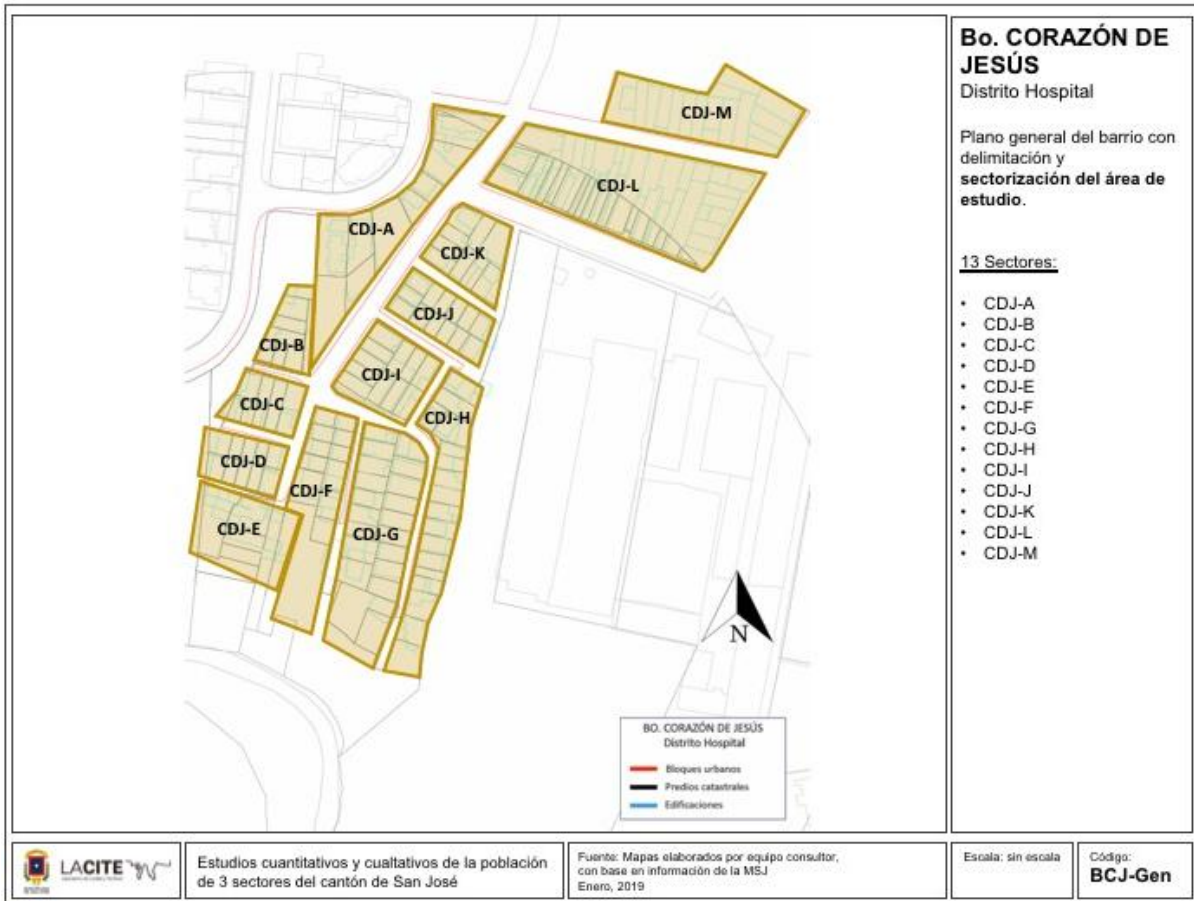 Bo. CORAZÓN DE
JESÚS
Distrito Hospital
Plano general del barrio con
delimitación y
sectorización del área de
estudio.
13 Sectores:
• CDJ-A
• CDJ-B
• CDJ-C
• CDJ-D
• CDJ-E
• CDJ-F
• CDJ-G
• CDJ-H
• CDJ-I
• CDJ-J
• CDJ-K
• CDJ-L
• CDJ-M
CDJ-M
CDJ-L
CDJ-A
CDJ-K
CDJ-J
CDJ-B
CDJ-I
CDJ-C
CDJ-H
CDJ-D
CDJ-F
CDJ-E
CDJ-G
N
BO. CORAZÓN DE JESÚS
Distrito Hospital
Bloques urbanos
Predios catastrales
Edificaciones
LACITE
Estudios cuantitativos y cualtativos de la población
de 3 sectores del cantón de San José
Fuente: Mapas elaborados por equipo consultor,
con base en información de la MSJ
Enero, 2019
Escala: sin escala
Código:
BCJ-Gen